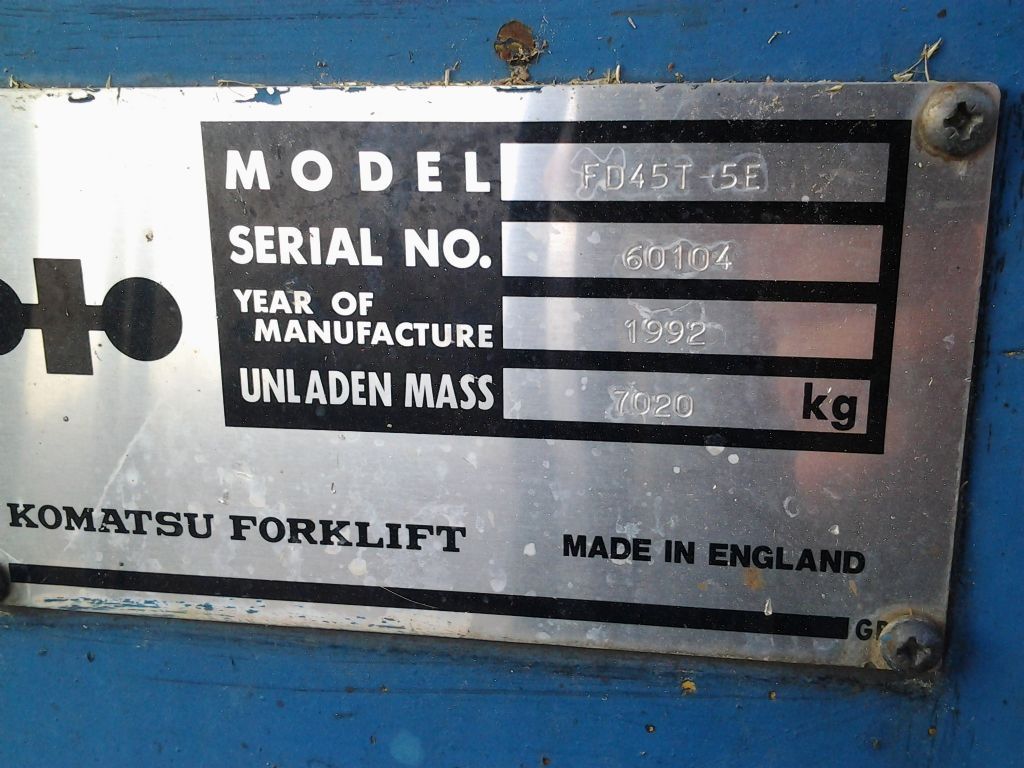 MODEL FD45T-5E
SERIAL NO. 60104
YEAR OF
MANUFACTURE 1992
UNLADEN MASS 7020 kg
KOMATSU FORKLIFT
MADE IN ENGLAND